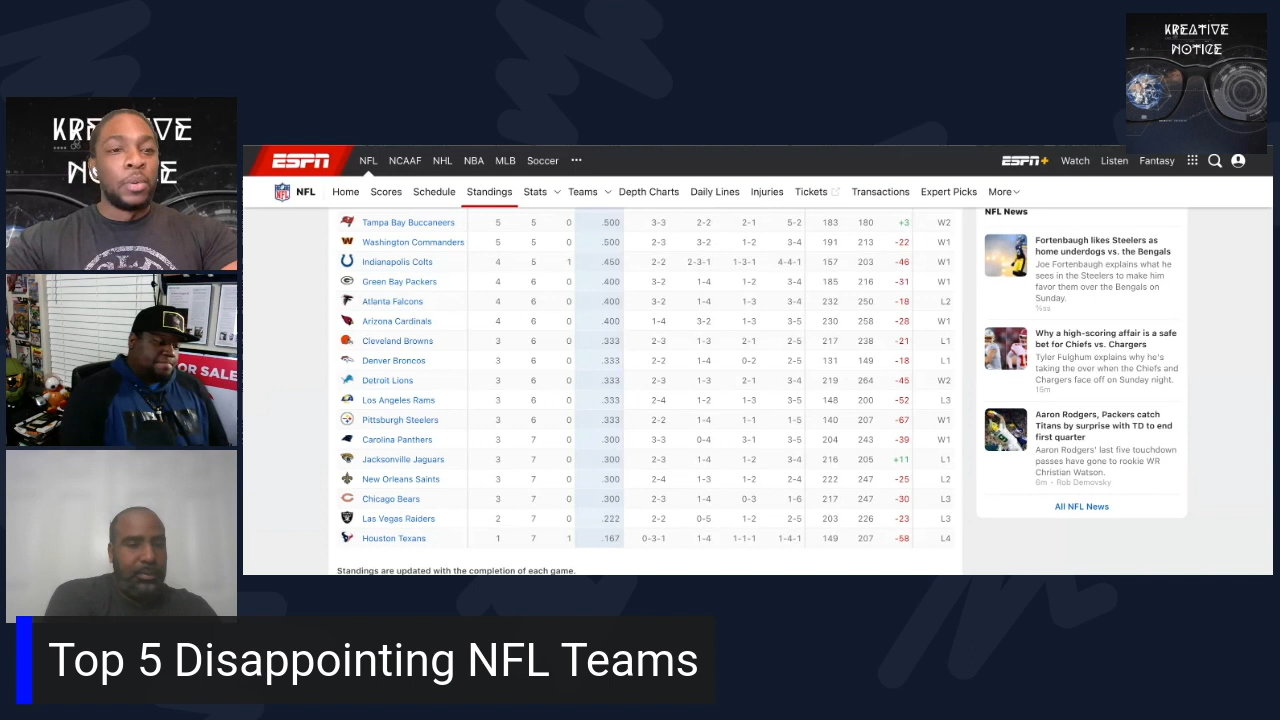 KREATIVE
NOTICE
KREATIVE
NOTICE
OR SALE
ESPN NFL NCAAF NHL NBA MLB Soccer ••• ESPN+ Watch Listen Fantasy
NFL Home Scores Schedule Standings Stats Teams Depth Charts Daily Lines Injuries Tickets Transactions Expert Picks More
Tampa Bay Buccaneers 5 5 0 .500 3-3 2-2 2-1 5-2 183 180 +3 W2
Washington Commanders 5 5 0 .500 3-2 3-2 1-2 3-4 191 213 -22 W1
Indianapolis Colts 4 5 1 .450 2-2 2-3-1 1-3-1 4-4-1 157 203 -46 W1
Green Bay Packers 4 6 0 .400 3-2 1-4 1-2 3-4 185 216 -31 W1
Atlanta Falcons 4 6 0 .400 3-2 1-4 1-3 3-4 232 250 -18 L2
Arizona Cardinals 4 6 0 .400 1-4 3-2 1-3 3-5 230 258 -28 W1
Cleveland Browns 3 6 0 .333 2-3 1-3 2-1 2-5 217 238 -21 L1
Denver Broncos 3 6 0 .333 2-2 1-4 0-2 2-5 131 149 -18 L1
Detroit Lions 3 6 0 .333 2-3 1-3 2-1 3-4 219 264 -45 W2
Los Angeles Rams 3 6 0 .333 2-4 1-2 1-3 3-5 148 200 -52 L3
Pittsburgh Steelers 3 6 0 .333 2-2 1-4 1-1 1-5 140 207 -67 W1
Carolina Panthers 3 7 0 .300 3-3 0-4 3-1 3-5 204 243 -39 W1
Jacksonville Jaguars 3 7 0 .300 2-3 1-4 1-2 3-4 216 205 +11 L1
New Orleans Saints 3 7 0 .300 2-4 1-3 1-2 2-4 222 247 -25 L2
Chicago Bears 3 7 0 .300 2-3 1-4 0-3 1-6 217 247 -30 L3
Las Vegas Raiders 2 7 0 .222 2-2 0-5 1-2 2-5 203 226 -23 L3
Houston Texans 1 7 1 .167 0-3-1 1-4 1-1-1 1-4-1 149 207 -58 L4
Standings are updated with the completion of each game.
NFL News
Fortenbaugh likes Steelers as
home underdogs vs. the Bengals
Joe Fortenbaugh explains what he
sees in the Steelers to make him
favor them over the Bengals on
Sunday.
Why a high-scoring affair is a safe
bet for Chiefs vs. Chargers
Tyler Fulghum explains why he's
taking the over when the Chiefs and
Chargers face off on Sunday night.
15m
Aaron Rodgers, Packers catch
Titans by surprise with TD to end
first quarter
Aaron Rodgers' last five touchdown
passes have gone to rookie WR
Christian Watson.
6m • Rob Demovsky
All NFL News
Top 5 Disappointing NFL Teams